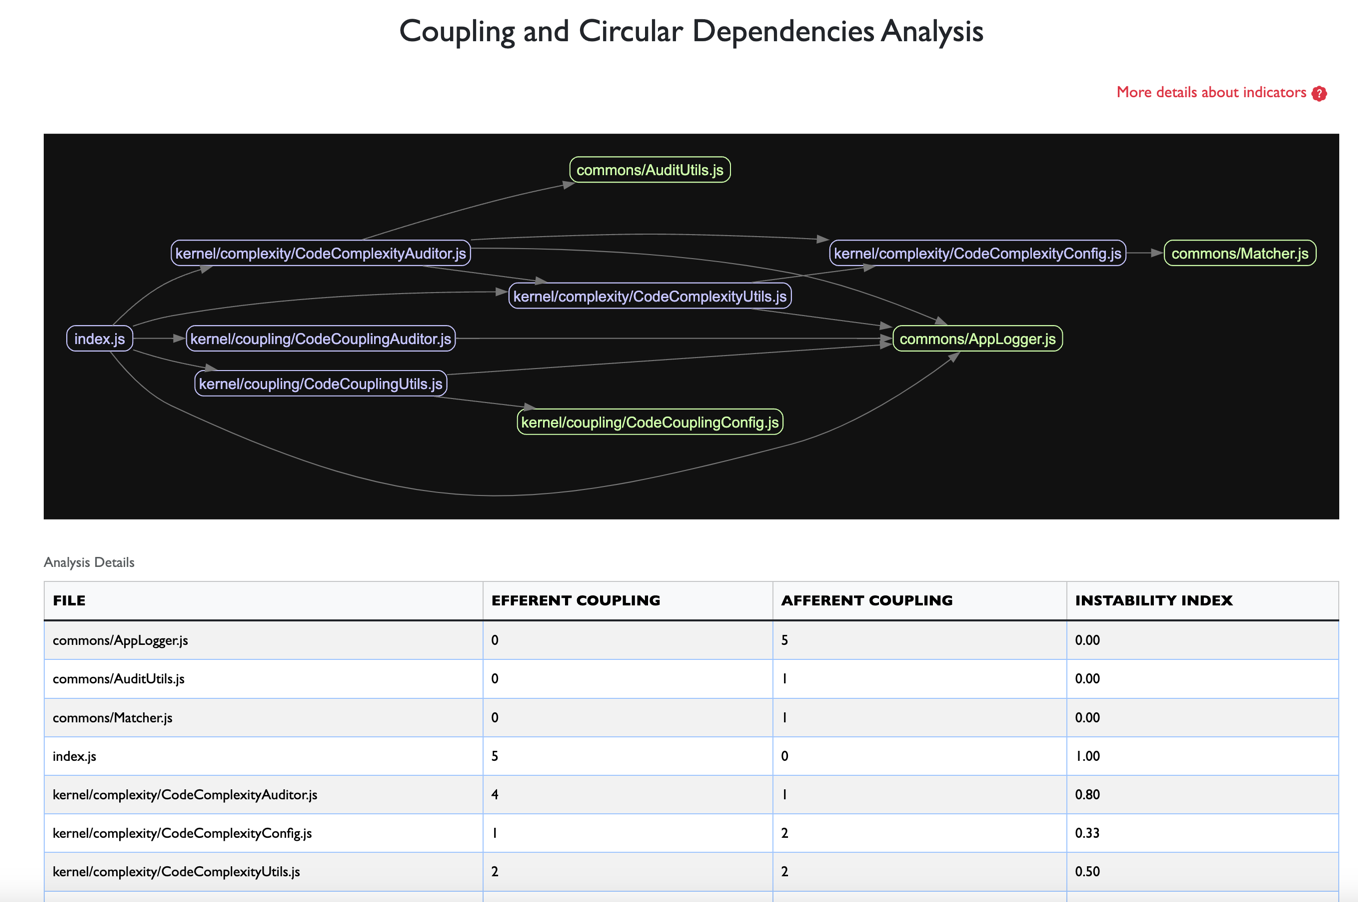 Coupling and Circular Dependencies Analysis
More details about indicators ?
commons/AuditUtils.js
kernel/complexity/CodeComplexityAuditor.js
kernel/complexity/CodeComplexityConfig.js
commons/Matcher.js
kernel/complexity/CodeComplexityUtils.js
index.js
kernel/coupling/CodeCouplingAuditor.js
commons/AppLogger.js
kernel/coupling/CodeCouplingUtils.js
kernel/coupling/CodeCouplingConfig.js
Analysis Details
FILE EFFERENT COUPLING AFFERENT COUPLING INSTABILITY INDEX
commons/AppLogger.js 0 5 0.00
commons/AuditUtils.js 0 1 0.00
commons/Matcher.js 0 1 0.00
index.js 5 0 1.00
kernel/complexity/CodeComplexityAuditor.js 4 1 0.80
kernel/complexity/CodeComplexityConfig.js 1 2 0.33
kernel/complexity/CodeComplexityUtils.js 2 2 0.50